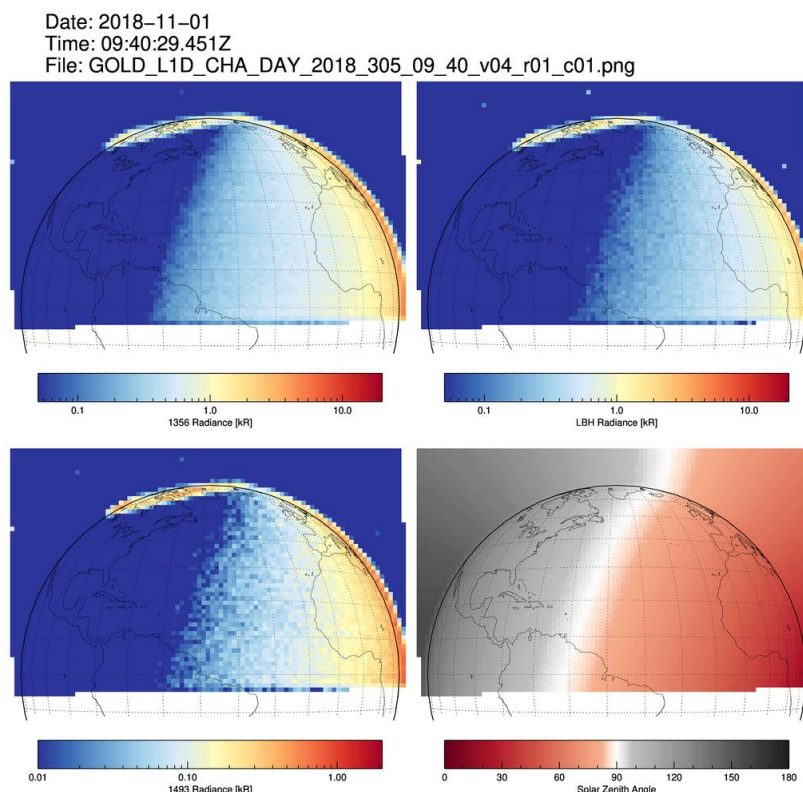 Date: 2018-11-01
Time: 09:40:29.451Z
File: GOLD_L1D_CHA_DAY_2018_305_09_40_v04_r01_c01.png
0.1 1.0 10.0
1356 Radiance [kR]
0.1 1.0 10.0
LBH Radiance [kR]
0.01 0.10 1.00
1493 Radiance [kR]
0 30 60 90 120 150 180
Solar Zenith Angle